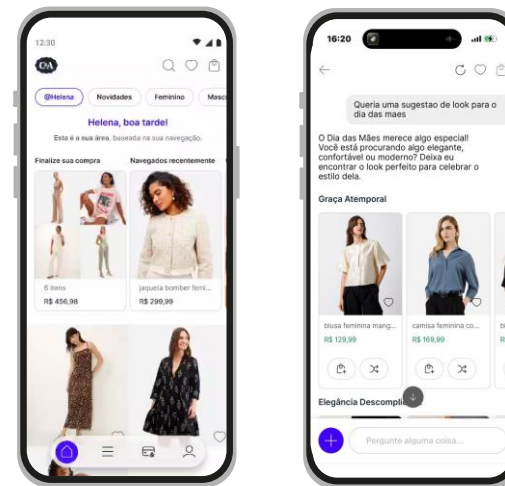 12:30
C&A
@Helena
Novidades
Feminino
Masc
Helena, boa tarde!
Esta é a sua área, baseada na sua navegação.
Finalize sua compra
Navegados recentemente
6 itens
R$ 456,98
jaqueta bomber femi...
R$ 299,99
16:20
Queria uma sugestao de look para o
dia das maes
O Dia das Mães merece algo especial!
Você está procurando algo elegante,
confortável ou moderno? Deixa eu
encontrar o look perfeito para celebrar o
estilo dela.
Graça Atemporal
blusa feminina mang...
R$ 129,99
camisa feminina co...
R$ 169,99
bl
R
Elegância Descompli
Pergunte alguma coisa...